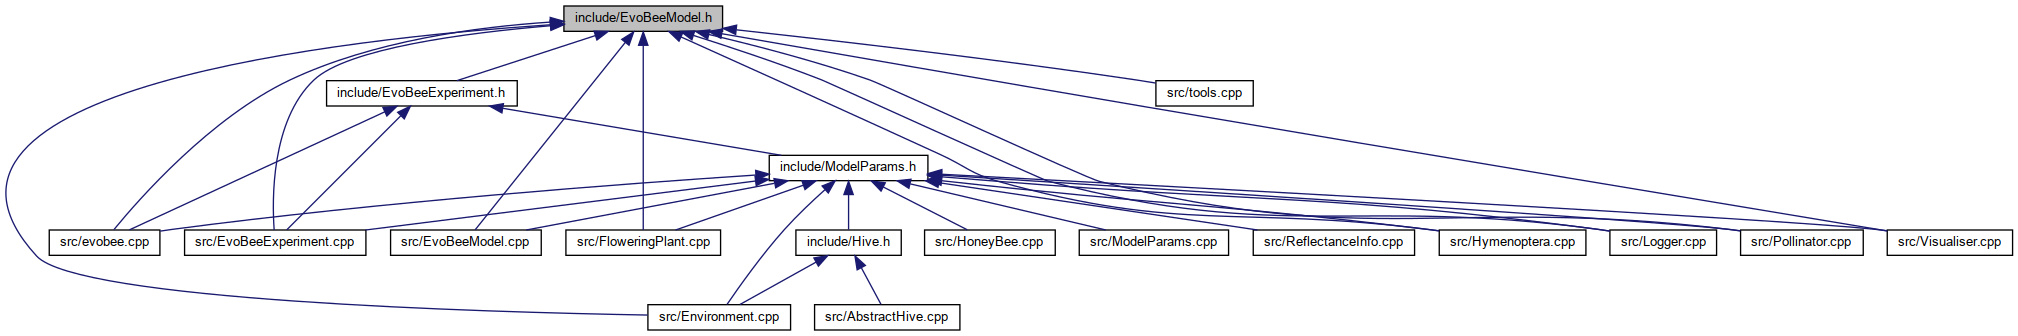 include/EvoBeeModel.h
include/EvoBeeExperiment.h
src/tools.cpp
include/ModelParams.h
src/evobee.cpp
src/EvoBeeExperiment.cpp
src/EvoBeeModel.cpp
src/FloweringPlant.cpp
include/Hive.h
src/HoneyBee.cpp
src/ModelParams.cpp
src/ReflectanceInfo.cpp
src/Hymenoptera.cpp
src/Logger.cpp
src/Pollinator.cpp
src/Visualiser.cpp
src/Environment.cpp
src/AbstractHive.cpp